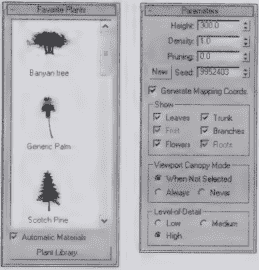 Favorite Plants
Banyan tree
Generic Palm
Scotch Pine
Automatic Materials
Plant Library
Parameters
Height: 300.0
Density: 1.0
Pruning: 0.0
New Seed: 9952403
Generate Mapping Coords.
Show
Leaves Trunk
Fruit Branches
Flowers Roots
Viewport Canopy Mode
When Not Selected
Always Never
Level of Detail
Low Medium
High